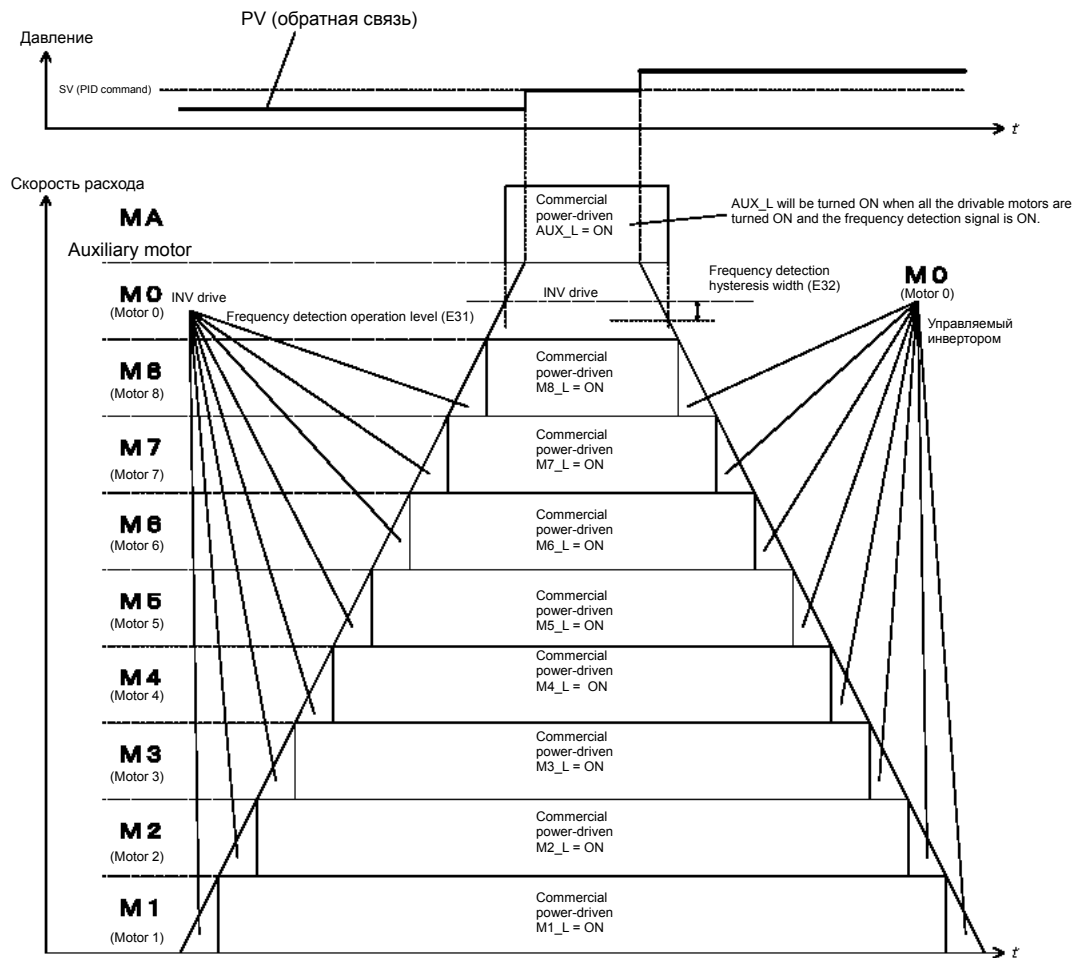 PV (обратная связь)
Давление
SV (PID command)
t
Скорость расхода
MA
Auxiliary motor
Commercial
power-driven
AUX_L = ON
AUX_L will be turned ON when all the drivable motors are
turned ON and the frequency detection signal is ON.
M0
(Motor 0)
INV drive
Frequency detection operation level (E31)
INV drive
Frequency detection
hysteresis width (E32)
M0
(Motor 0)
Управляемый
инвертором
M8
(Motor 8)
Commercial
power-driven
M8_L = ON
M7
(Motor 7)
Commercial
power-driven
M7_L = ON
M6
(Motor 6)
Commercial
power-driven
M6_L = ON
M5
(Motor 5)
Commercial
power-driven
M5_L = ON
M4
(Motor 4)
Commercial
power-driven
M4_L = ON
M3
(Motor 3)
Commercial
power-driven
M3_L = ON
M2
(Motor 2)
Commercial
power-driven
M2_L = ON
M1
(Motor 1)
Commercial
power-driven
M1_L = ON
t